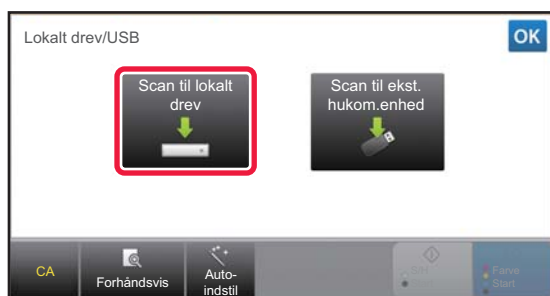 Lokalt drev/USB
OK
Scan til lokalt
drev
Scan til ekst.
hukom.enhed
CA
Forhåndsvis
Auto-
indstil
Farve
Start